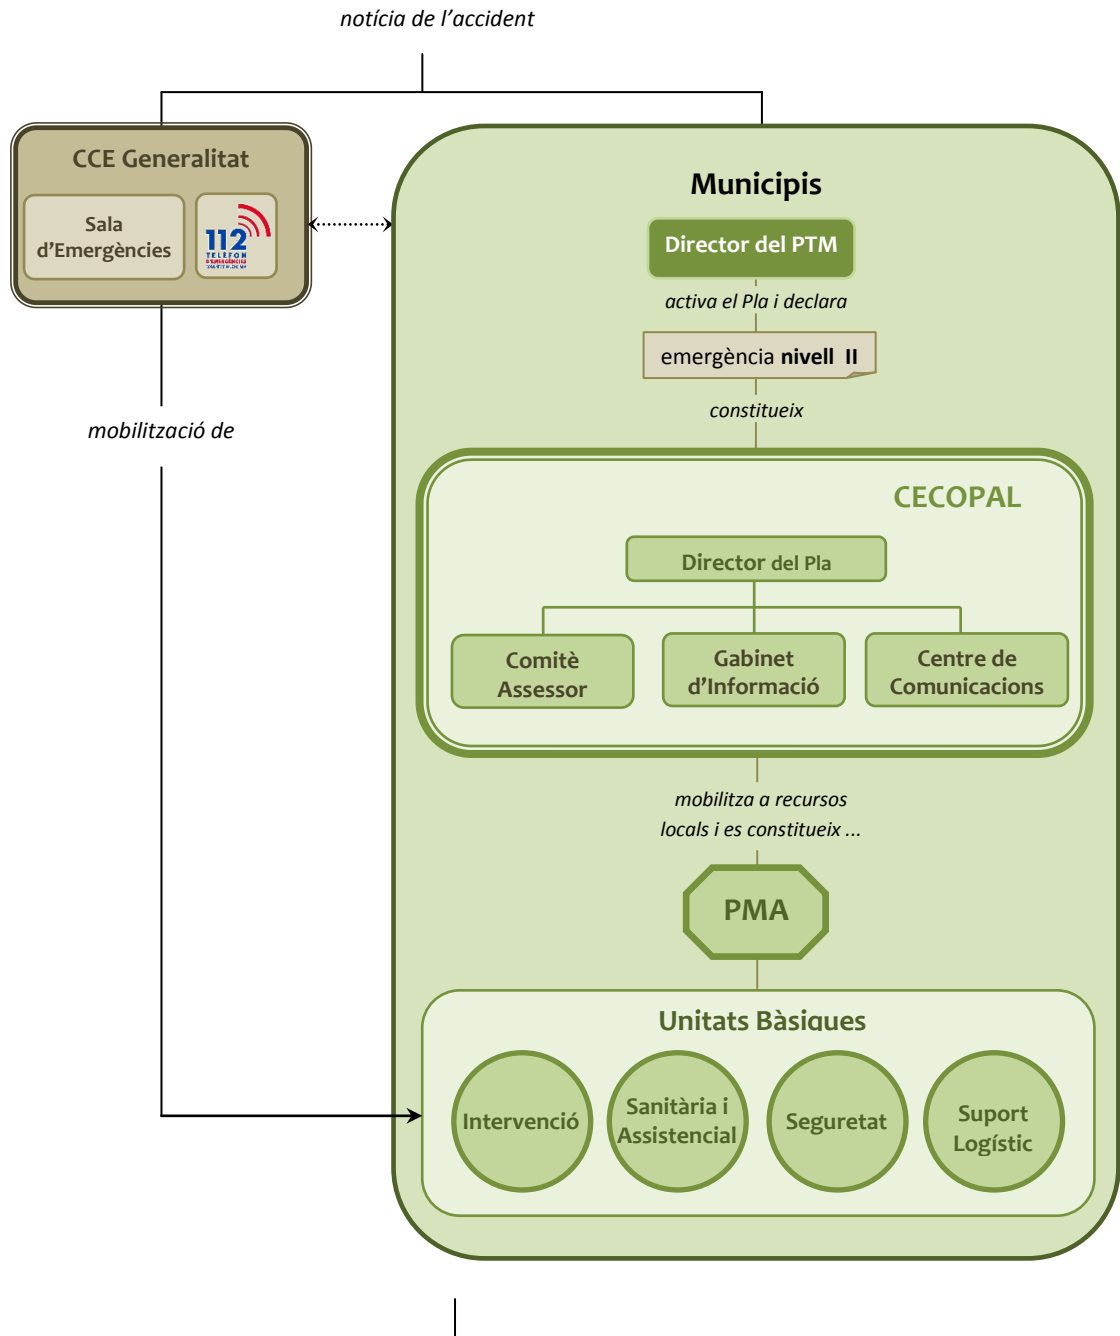 notícia de l’accident
CCE Generalitat
Sala
d’Emergències
112
TELÈFON
D'EMERGÈNCIES
mobilització de
Municipis
Director del PTM
activa el Pla i declara
emergència nivell II
constitueix
CECOPAL
Director del Pla
Comitè
Assessor
Gabinet
d’Informació
Centre de
Comunicacions
mobilitza a recursos
locals i es constitueix ...
PMA
Unitats Bàsiques
Intervenció
Sanitària i
Assistencial
Seguretat
Suport
Logístic